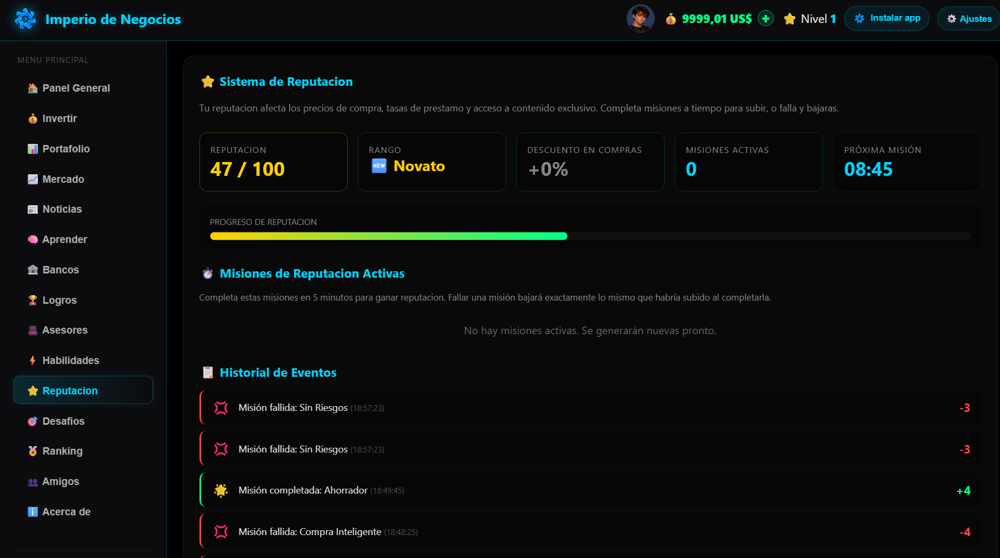 Imperio de Negocios
9999,01 US$ +
Nivel 1
Instalar app
Ajustes
MENU PRINCIPAL
Panel General
Invertir
Portafolio
Mercado
Noticias
Aprender
Bancos
Logros
Asesores
Habilidades
Reputacion
Desafios
Ranking
Amigos
Acerca de
Sistema de Reputacion
Tu reputacion afecta los precios de compra, tasas de prestamo y acceso a contenido exclusivo. Completa misiones a tiempo para subir, o falla y bajaras.
REPUTACION
47 / 100
RANGO
NEW Novato
DESCUENTO EN COMPRAS
+0%
MISIONES ACTIVAS
0
PRÓXIMA MISIÓN
08:45
PROGRESO DE REPUTACION
Misiones de Reputacion Activas
Completa estas misiones en 5 minutos para ganar reputacion. Fallar una misión bajará exactamente lo mismo que habría subido al completarla.
No hay misiones activas. Se generarán nuevas pronto.
Historial de Eventos
Misión fallida: Sin Riesgos (18:57:23) -3
Misión fallida: Sin Riesgos (18:57:23) -3
Misión completada: Ahorrador (18:49:45) +4
Misión fallida: Compra Inteligente (18:48:25) -4